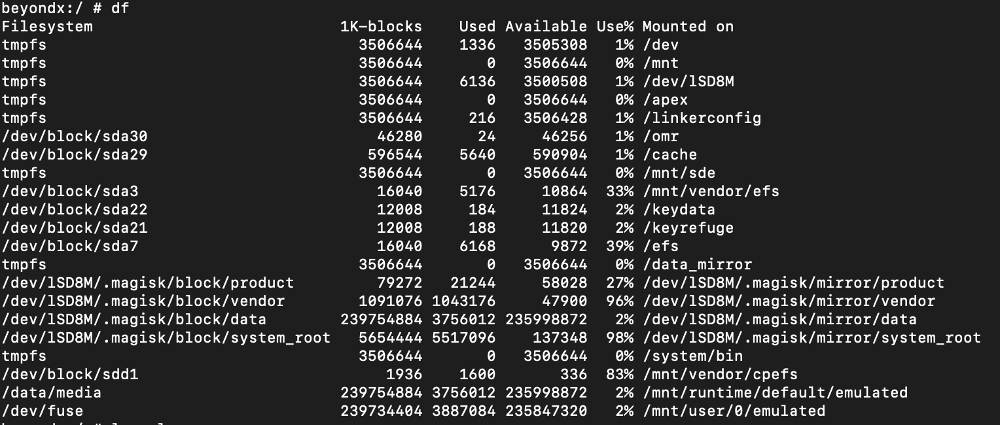 beyondx:/ # df
Filesystem 1K-blocks Used Available Use% Mounted on
tmpfs 3506644 1336 3505308 1% /dev
tmpfs 3506644 0 3506644 0% /mnt
tmpfs 3506644 6136 3500508 1% /dev/lSD8M
tmpfs 3506644 0 3506644 0% /apex
tmpfs 3506644 216 3506428 1% /linkerconfig
/dev/block/sda30 46280 24 46256 1% /omr
/dev/block/sda29 596544 5640 590904 1% /cache
tmpfs 3506644 0 3506644 0% /mnt/sde
/dev/block/sda3 16040 5176 10864 33% /mnt/vendor/efs
/dev/block/sda22 12008 184 11824 2% /keydata
/dev/block/sda21 12008 188 11820 2% /keyrefuge
/dev/block/sda7 16040 6168 9872 39% /efs
tmpfs 3506644 0 3506644 0% /data_mirror
/dev/lSD8M/.magisk/block/product 79272 21244 58028 27% /dev/lSD8M/.magisk/mirror/product
/dev/lSD8M/.magisk/block/vendor 1091076 1043176 47900 96% /dev/lSD8M/.magisk/mirror/vendor
/dev/lSD8M/.magisk/block/data 239754884 3756012 235998872 2% /dev/lSD8M/.magisk/mirror/data
/dev/lSD8M/.magisk/block/system_root 5654444 5517096 137348 98% /dev/lSD8M/.magisk/mirror/system_root
tmpfs 3506644 0 3506644 0% /system/bin
/dev/block/sdd1 1936 1600 336 83% /mnt/vendor/cpefs
/data/media 239754884 3756012 235998872 2% /mnt/runtime/default/emulated
/dev/fuse 239734404 3887084 235847320 2% /mnt/user/0/emulated